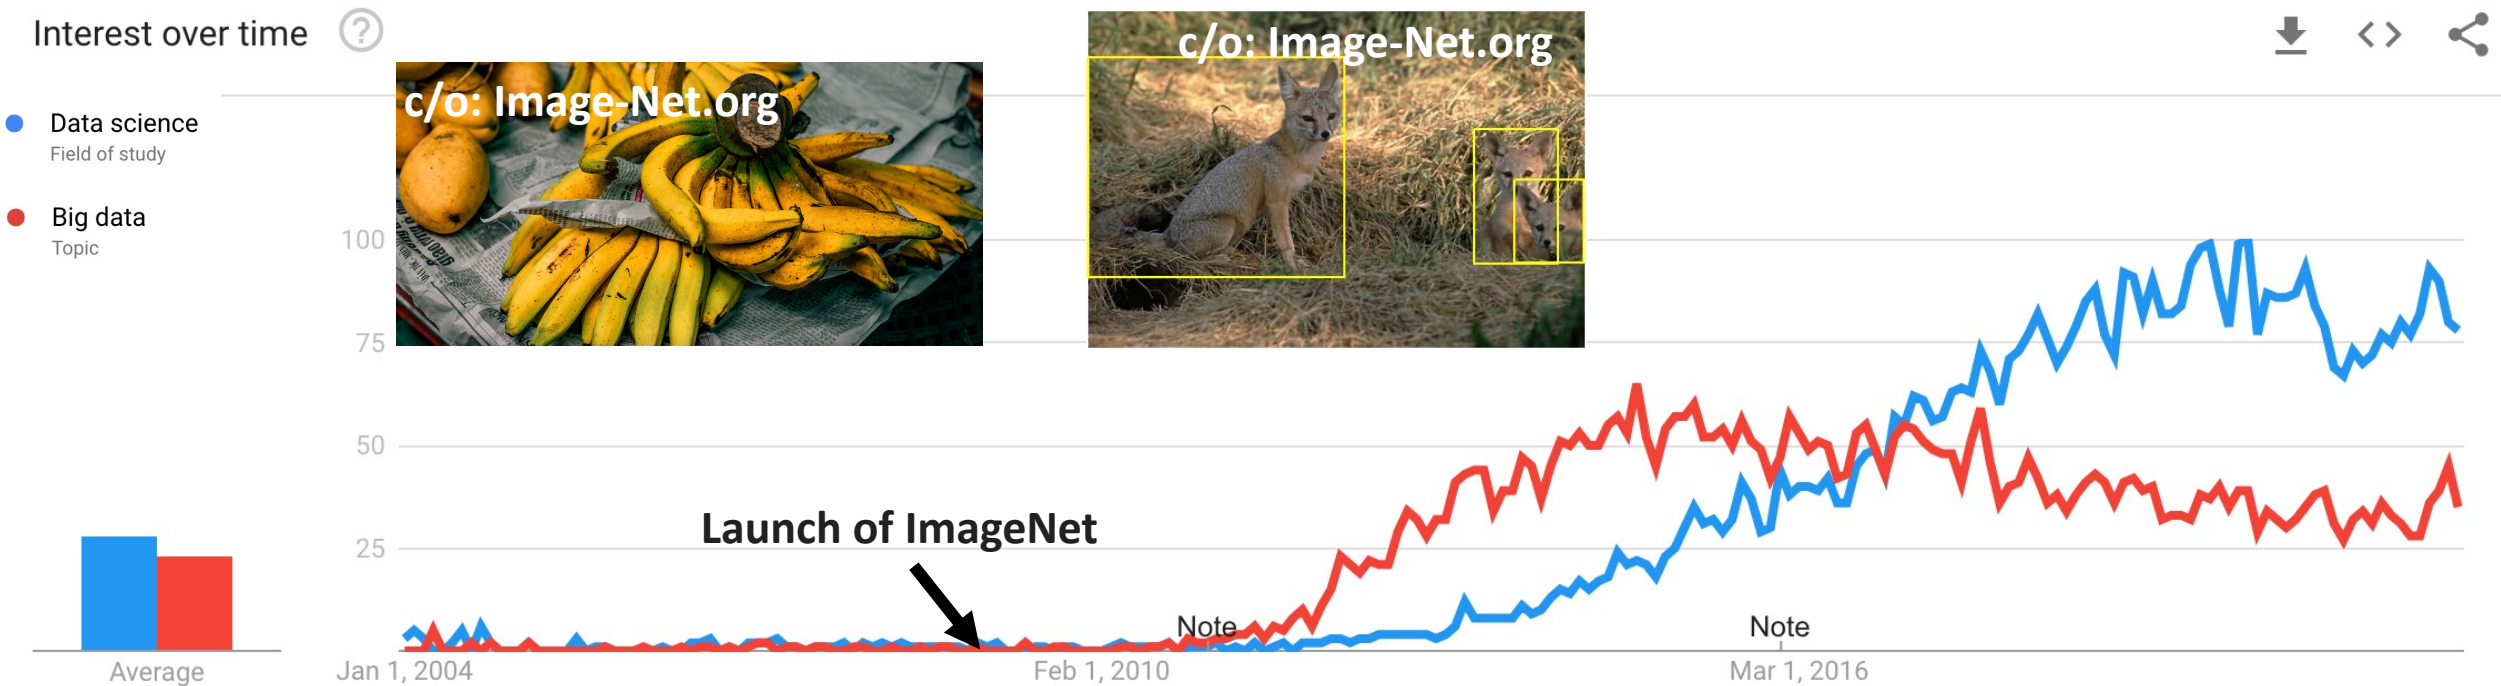 Interest over time
?
c/o: Image-Net.org
c/o: Image-Net.org
Data science
Field of study
Big data
Topic
100
75
50
25
Launch of ImageNet
Note
Note
Average
Jan 1, 2004
Feb 1, 2010
Mar 1, 2016